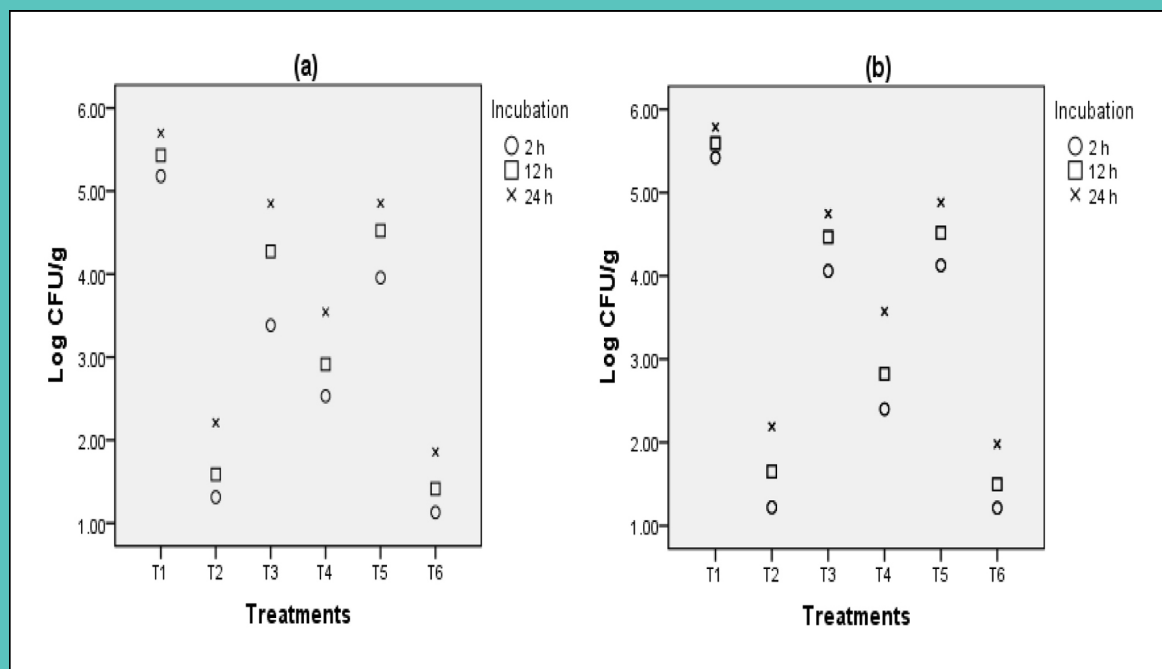 (a)
6.00
5.00
4.00
3.00
2.00
1.00
Log CFU/g
T1 T2 T3 T4 T5 T6
Treatments
Incubation
2 h
12 h
24 h
(b)
6.00
5.00
4.00
3.00
2.00
1.00
Log CFU/g
T1 T2 T3 T4 T5 T6
Treatments
Incubation
2 h
12 h
24 h